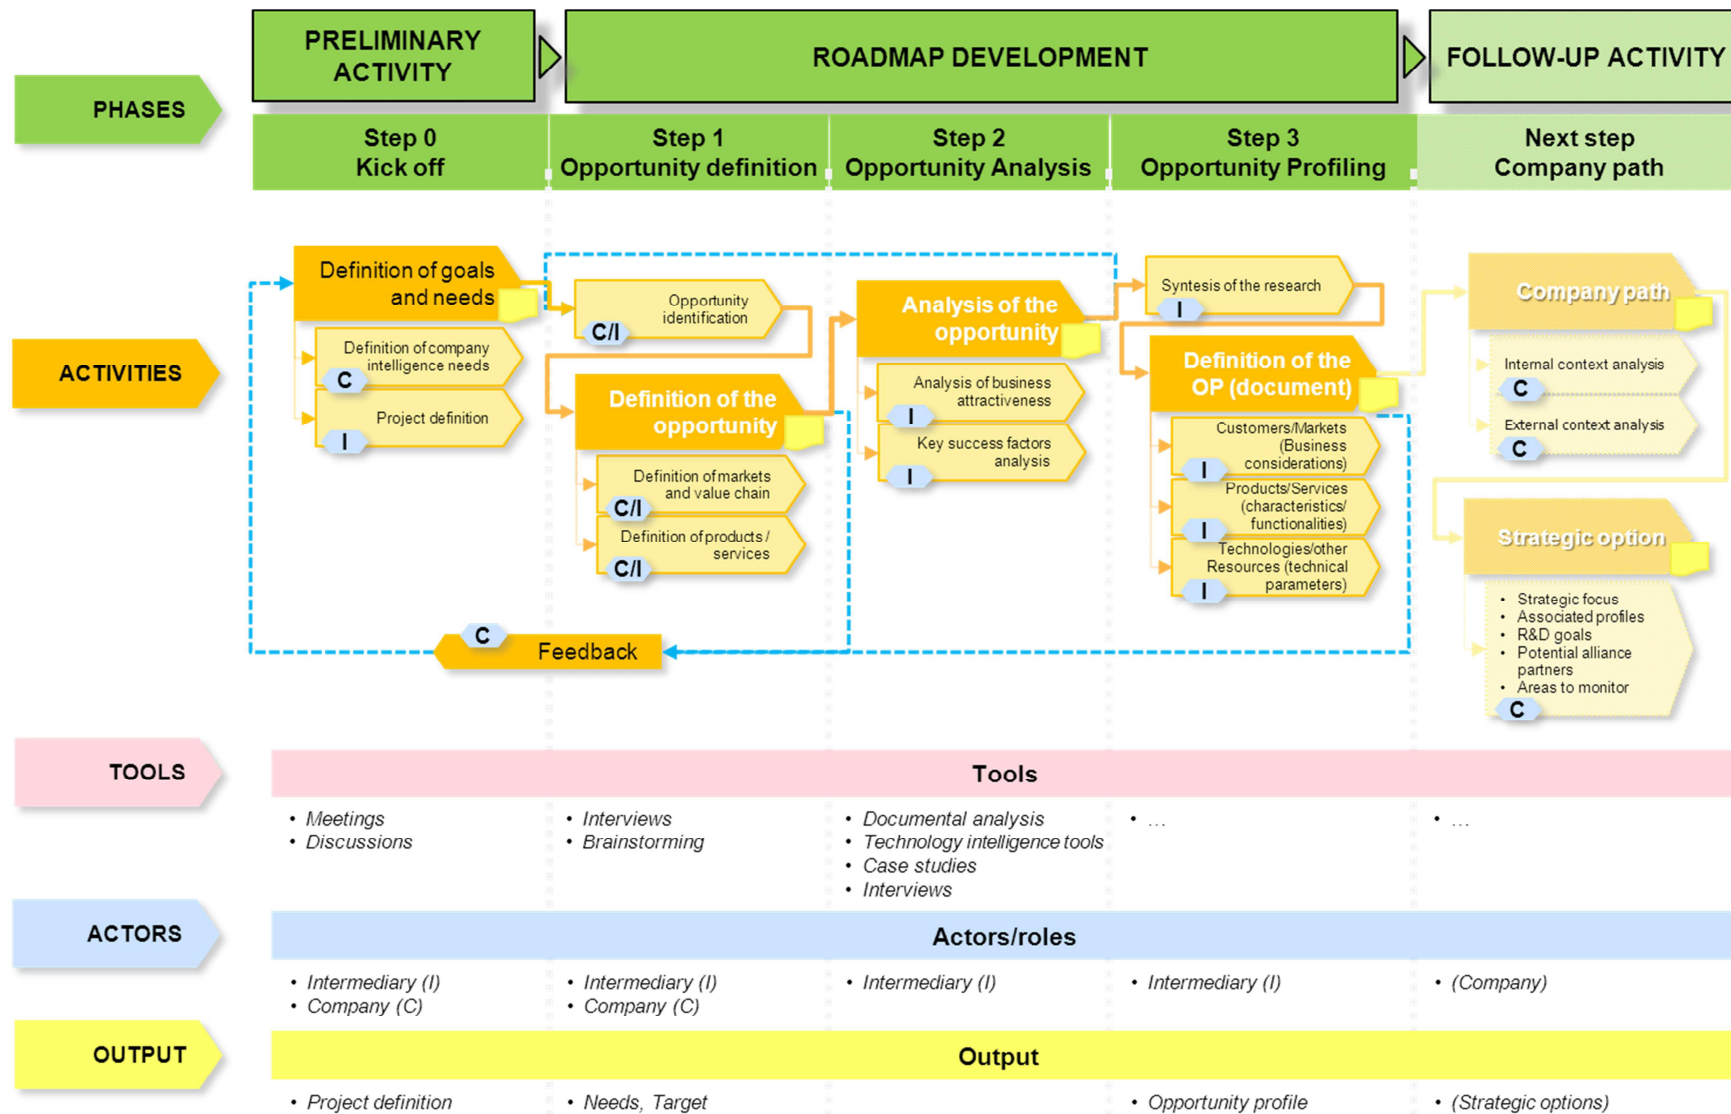 PRELIMINARY
ACTIVITY
ROADMAP DEVELOPMENT
FOLLOW-UP ACTIVITY
PHASES
Step 0
Kick off
Step 1
Opportunity definition
Step 2
Opportunity Analysis
Step 3
Opportunity Profiling
Next step
Company path
ACTIVITIES
Definition of goals
and needs
Definition of company
intelligence needs
C
Project definition
I
Opportunity
identification
C/I
Definition of the
opportunity
Definition of markets
and value chain
C/I
Definition of products /
services
C/I
Analysis of the
opportunity
Analysis of business
attractiveness
I
Key success factors
analysis
I
Syntesis of the research
I
Definition of the
OP (document)
Customers/Markets
(Business
considerations)
I
Products/Services
(characteristics/
functionalities)
I
Technologies/other
Resources (technical
parameters)
I
Company path
Internal context analysis
C
External context analysis
C
Strategic option
• Strategic focus
• Associated profiles
• R&D goals
• Potential alliance
partners
• Areas to monitor
C
C
Feedback
TOOLS
Tools
• Meetings
• Discussions
• Interviews
• Brainstorming
• Documental analysis
• Technology intelligence tools
• Case studies
• Interviews
• ...
• ...
ACTORS
Actors/roles
• Intermediary (I)
• Company (C)
• Intermediary (I)
• Company (C)
• Intermediary (I)
• Intermediary (I)
• (Company)
OUTPUT
Output
• Project definition
• Needs, Target
• Opportunity profile
• (Strategic options)